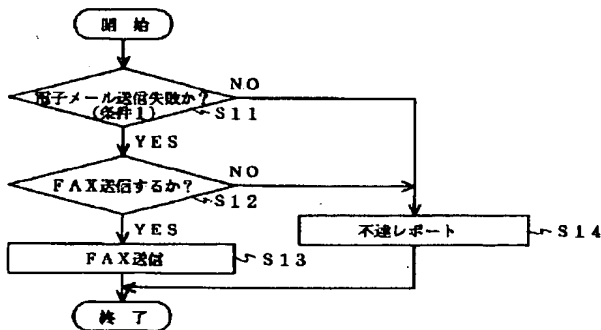 開 始
電子メール送信失敗か?
(条件1)
NO
S11
YES
FAX送信するか?
NO
S12
YES
FAX送信
S13
不達レポート
S14
終 了